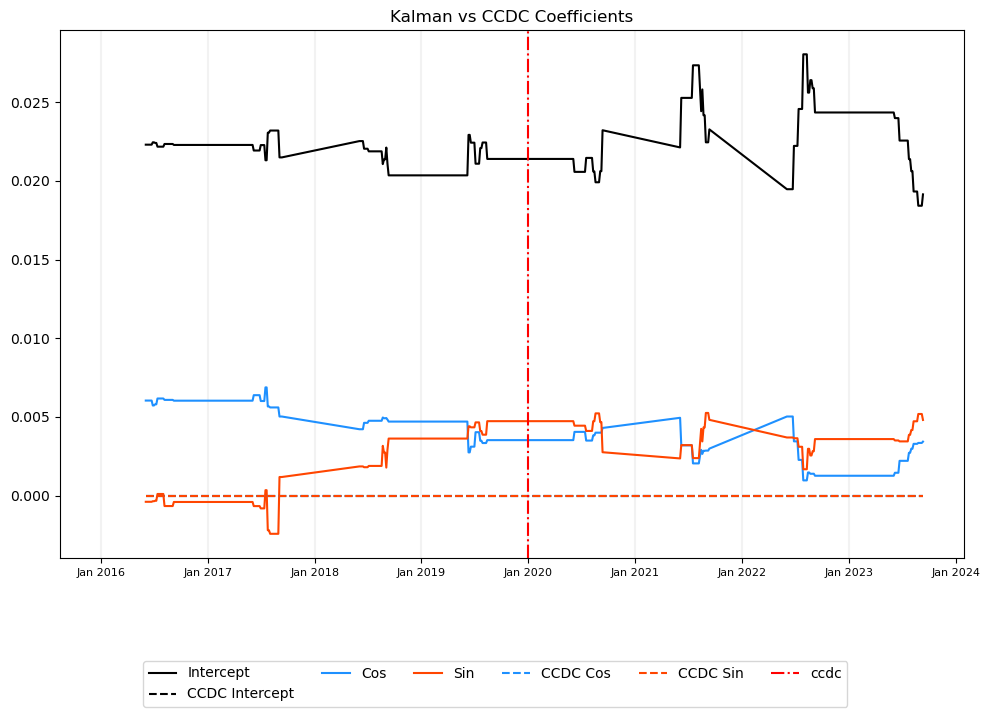 Kalman vs CCDC Coefficients
0.025
0.020
0.015
0.010
0.005
0.000
Jan 2016 Jan 2017 Jan 2018 Jan 2019 Jan 2020 Jan 2021 Jan 2022 Jan 2023 Jan 2024
Intercept Cos Sin CCDC Cos CCDC Sin ccdc
CCDC Intercept